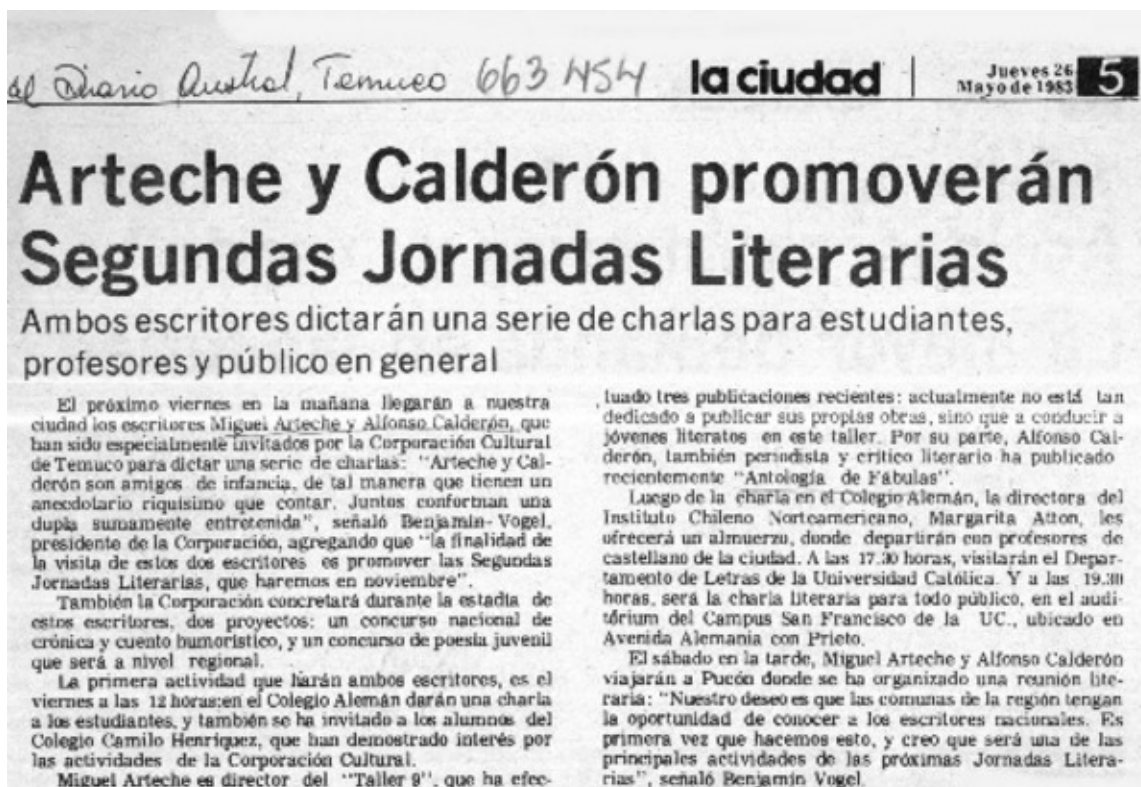 el Diario Austral, Temuco 663454 la ciudad Jueves 26
Mayo de 1983 5
Arteche y Calderón promoverán
Segundas Jornadas Literarias
Ambos escritores dictarán una serie de charlas para estudiantes,
profesores y público en general
El próximo viernes en la mañana llegarán a nuestra
ciudad los escritores Miguel Arteche y Alfonso Calderón, que
han sido especialmente invitados por la Corporación Cultural
de Temuco para dictar una serie de charlas: "Arteche y Cal-
derón son amigos de infancia, de tal manera que tienen un
anecdotario riquísimo que contar. Juntos conforman una
dupla sumamente entretenida", señaló Benjamín Vogel,
presidente de la Corporación, agregando que "la finalidad de
la visita de estos dos escritores es promover las Segundas
Jornadas Literarias, que haremos en noviembre".
También la Corporación concretará durante la estadía de
estos escritores, dos proyectos: un concurso nacional de
crónica y cuento humorístico, y un concurso de poesía juvenil
que será a nivel regional.
La primera actividad que harán ambos escritores, es el
viernes a las 12 horas:en el Colegio Alemán darán una charla
a los estudiantes, y también se ha invitado a los alumnos del
Colegio Camilo Henríquez, que han demostrado interés por
las actividades de la Corporación Cultural.
Miguel Arteche es director del "Taller 9", que ha efec-
tuado tres publicaciones recientes: actualmente no está tan
dedicado a publicar sus propias obras, sino que a conducir a
jóvenes literatos en este taller. Por su parte, Alfonso Cal-
derón, también periodista y crítico literario ha publicado
recientemente "Antología de Fábulas".
Luego de la charla en el Colegio Alemán, la directora del
Instituto Chileno Norteamericano, Margarita Atton, les
ofrecerá un almuerzo, donde departirán con profesores de
castellano de la ciudad. A las 17.30 horas, visitarán el Depar-
tamento de Letras de la Universidad Católica. Y a las 19.30
horas, será la charla literaria para todo público, en el audi-
tórium del Campus San Francisco de la UC., ubicado en
Avenida Alemania con Prieto.
El sábado en la tarde, Miguel Arteche y Alfonso Calderón
viajarán a Pucón donde se ha organizado una reunión lite-
raria: "Nuestro deseo es que las comunas de la región tengan
la oportunidad de conocer a los escritores nacionales. Es
primera vez que hacemos esto, y creo que será una de las
principales actividades de las próximas Jornadas Litera-
rias", señaló Benjamín Vogel.